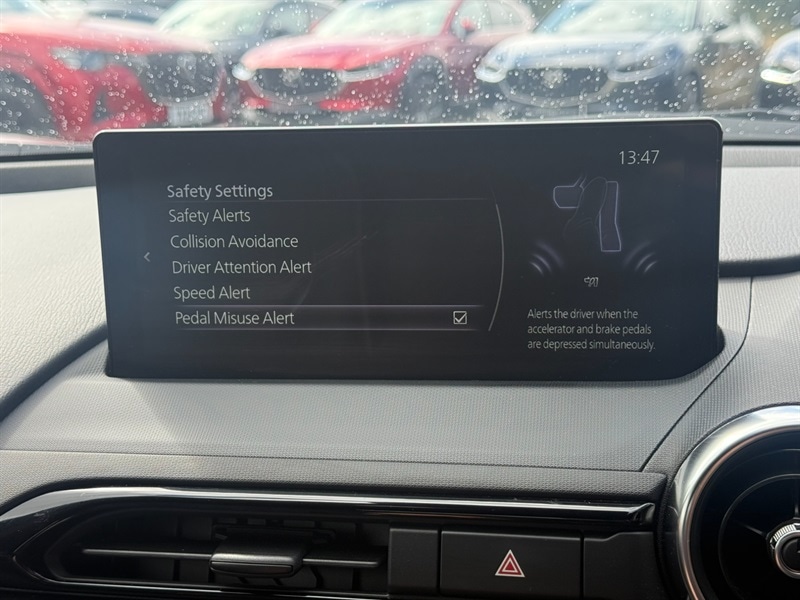 13:47
Safety Settings
Safety Alerts
Collision Avoidance
Driver Attention Alert
Speed Alert
Pedal Misuse Alert
Alerts the driver when the
accelerator and brake pedals
are depressed simultaneously.